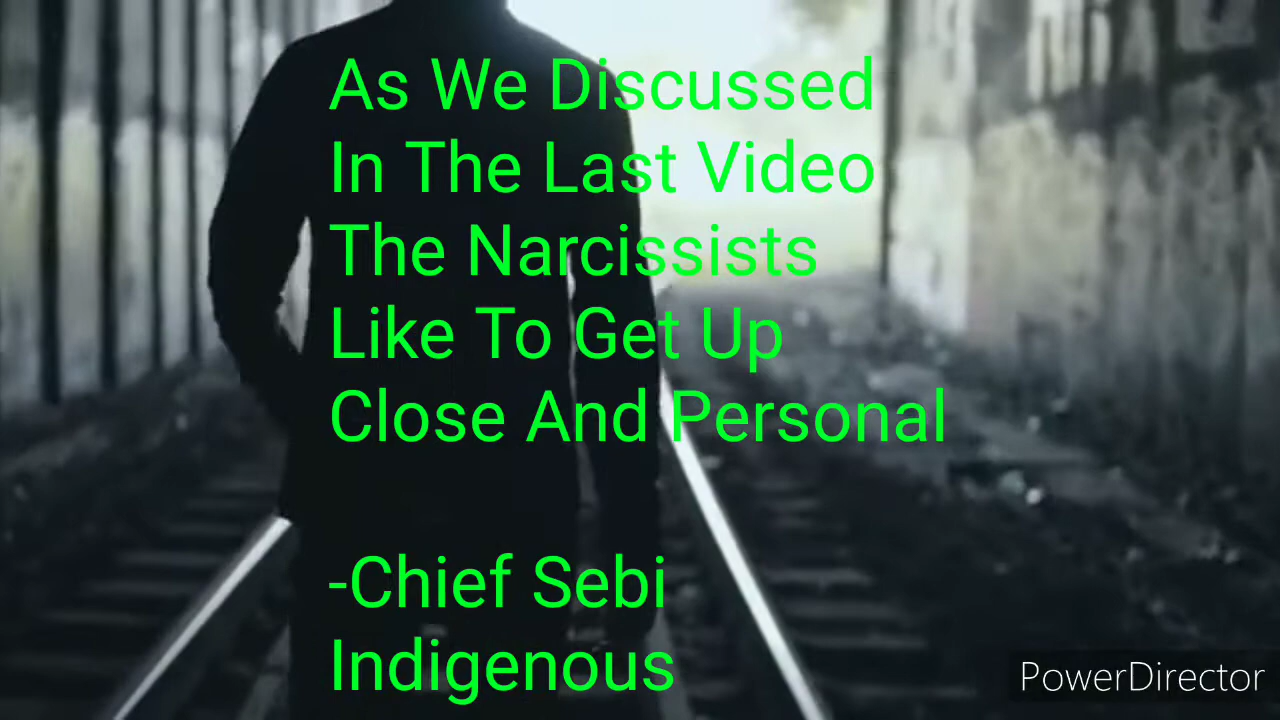 As We Discussed
In The Last Video
The Narcissists
Like To Get Up
Close And Personal
-Chief Sebi
Indigenous
PowerDirector